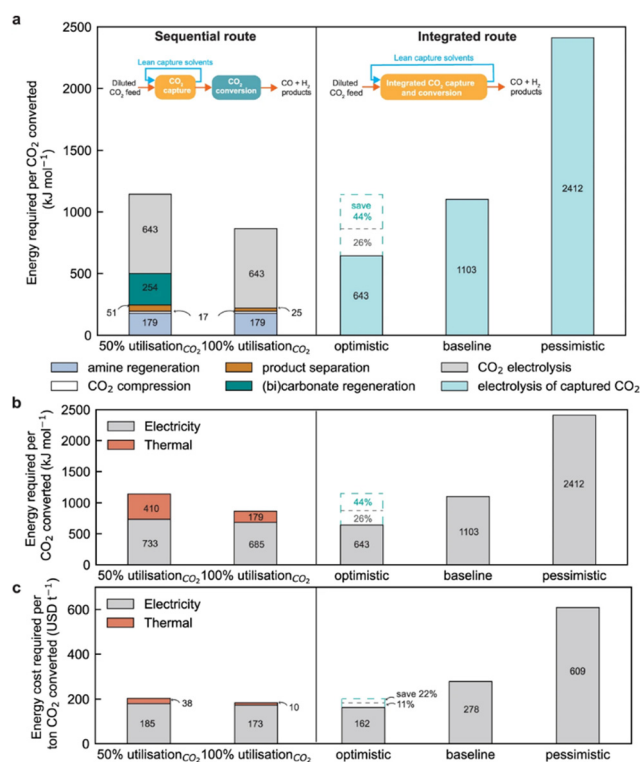 a
Sequential route
Integrated route
Lean capture solvents
Diluted
CO₂ feed
CO₂
capture
CO₂
conversion
CO + H₂
products
Lean capture solvents
Diluted
CO₂ feed
Integrated CO₂ capture
and conversion
CO + H₂
products
Energy required per CO₂ converted
(kJ mol⁻¹)
2500
2000
1500
1000
500
0
643
254
51
179
17
643
25
179
save
44%
26%
643
1103
2412
50% utilisation_CO₂
100% utilisation_CO₂
optimistic
baseline
pessimistic
amine regeneration
product separation
CO₂ electrolysis
CO₂ compression
(bi)carbonate regeneration
electrolysis of captured CO₂
b
Energy required per
CO₂ converted (kJ mol⁻¹)
2500
2000
1500
1000
500
0
Electricity
Thermal
410
733
179
685
44%
26%
643
1103
2412
50% utilisation_CO₂
100% utilisation_CO₂
optimistic
baseline
pessimistic
c
Energy cost required per
ton CO₂ converted (USD t⁻¹)
600
400
200
0
Electricity
Thermal
38
185
10
173
save 22%
11%
162
278
609
50% utilisation_CO₂
100% utilisation_CO₂
optimistic
baseline
pessimistic